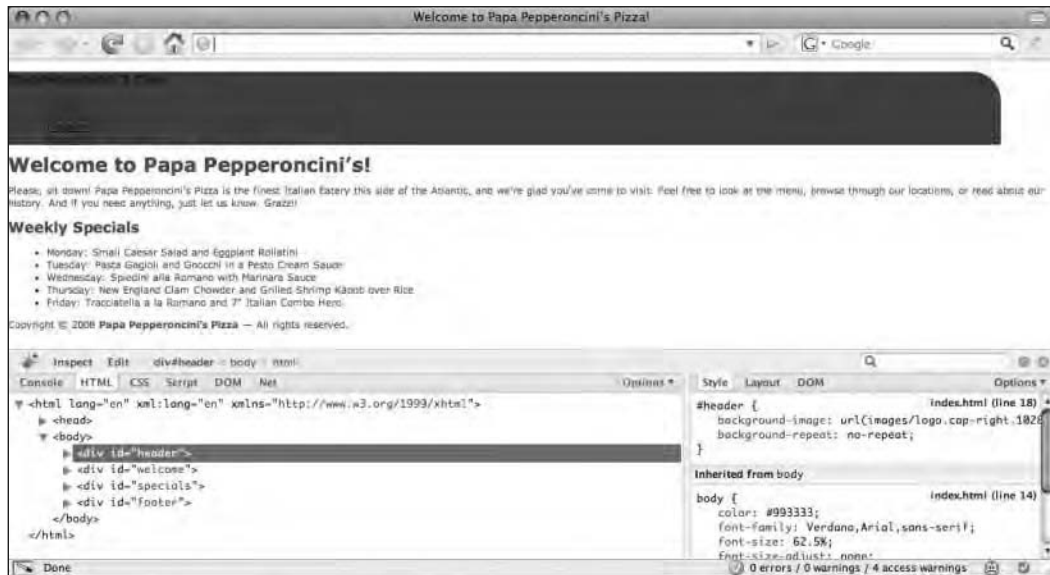 Welcome to Papa Pepperoncini's Pizza!
G Google
Welcome to Papa Pepperoncini's!
Please, sit down! Papa Pepperoncini's Pizza is the finest Italian Eatery this side of the Atlantic, and we're glad you've come to visit. Feel free to look at the menu, browse through our locations, or read about our
history. And if you need anything, just let us know. Grazzi!
Weekly Specials
• Monday: Small Caesar Salad and Eggplant Rollatini
• Tuesday: Pasta Gagioli and Gnocchi in a Pesto Cream Sauce
• Wednesday: Spiedini alla Romano with Marinara Sauce
• Thursday: New England Clam Chowder and Grilled Shrimp Kabob over Rice
• Friday: Tracciatella a la Romano and 7" Italian Combo Hero
Copyright © 2008 Papa Pepperoncini's Pizza — All rights reserved.
Inspect Edit div#header < body < html
Console HTML CSS Script DOM Net Options
Style Layout DOM Options
<html lang="en" xml:lang="en" xmlns="http://www.w3.org/1999/xhtml">
<head>
<body>
<div id="header">
<div id="welcome">
<div id="specials">
<div id="footer">
</body>
</html>
#header { index.html (line 18)
background-image: url(images/logo.cap-right.1028
background-repeat: no-repeat;
}
Inherited from body
body { index.html (line 14)
color: #993333;
font-family: Verdana,Arial,sans-serif;
font-size: 62.5%;
font-size-adjust: none;
Done
0 errors / 0 warnings / 4 access warnings